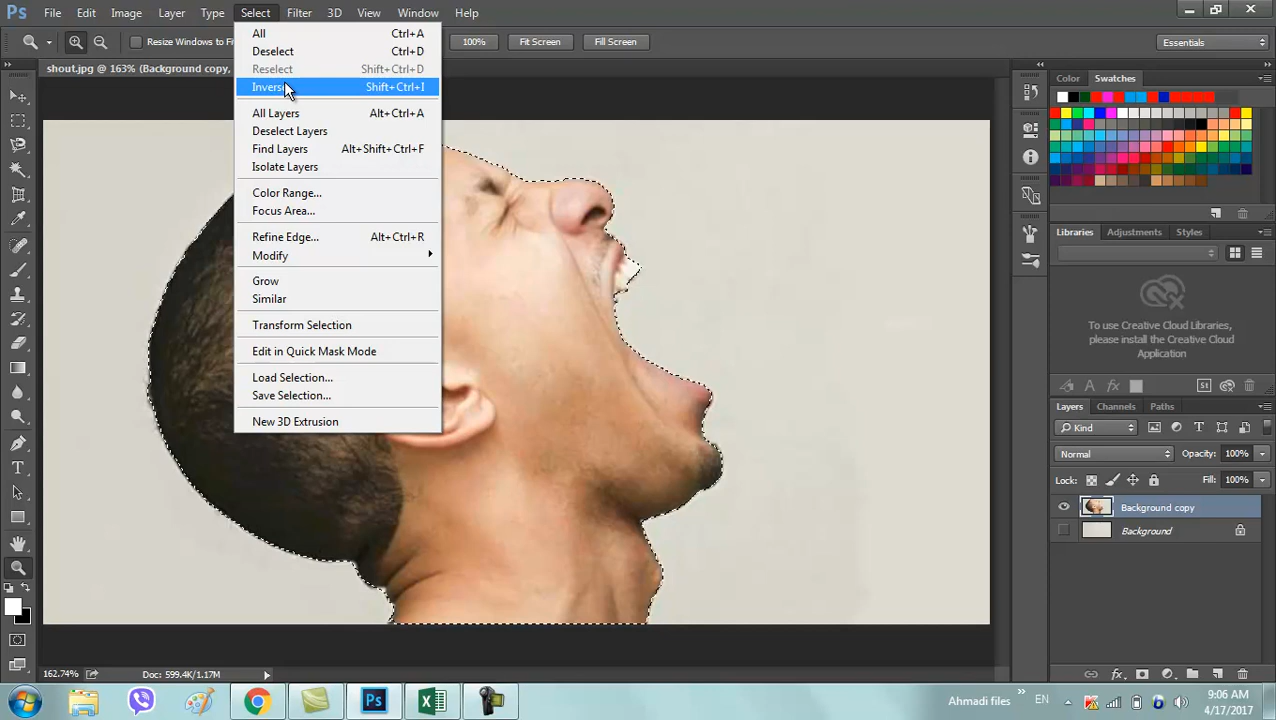 Ps File Edit Image Layer Type Select Filter 3D View Window Help
Resize Windows to Fi 100% Fit Screen Fill Screen Essentials
shout.jpg @ 163% (Background copy,
All Ctrl+A
Deselect Ctrl+D
Reselect Shift+Ctrl+D
Inverse Shift+Ctrl+I
All Layers Alt+Ctrl+A
Deselect Layers
Find Layers Alt+Shift+Ctrl+F
Isolate Layers
Color Range...
Focus Area...
Refine Edge... Alt+Ctrl+R
Modify
Grow
Similar
Transform Selection
Edit in Quick Mask Mode
Load Selection...
Save Selection...
New 3D Extrusion
Color Swatches
Libraries Adjustments Styles
To use Creative Cloud Libraries,
please install the Creative Cloud
Application
St
Layers Channels Paths
Kind
Normal Opacity: 100%
Lock: Fill: 100%
Background copy
Background
162.74% Doc: 599.4K/1.17M
Ahmadi files » EN 9:06 AM
4/17/2017